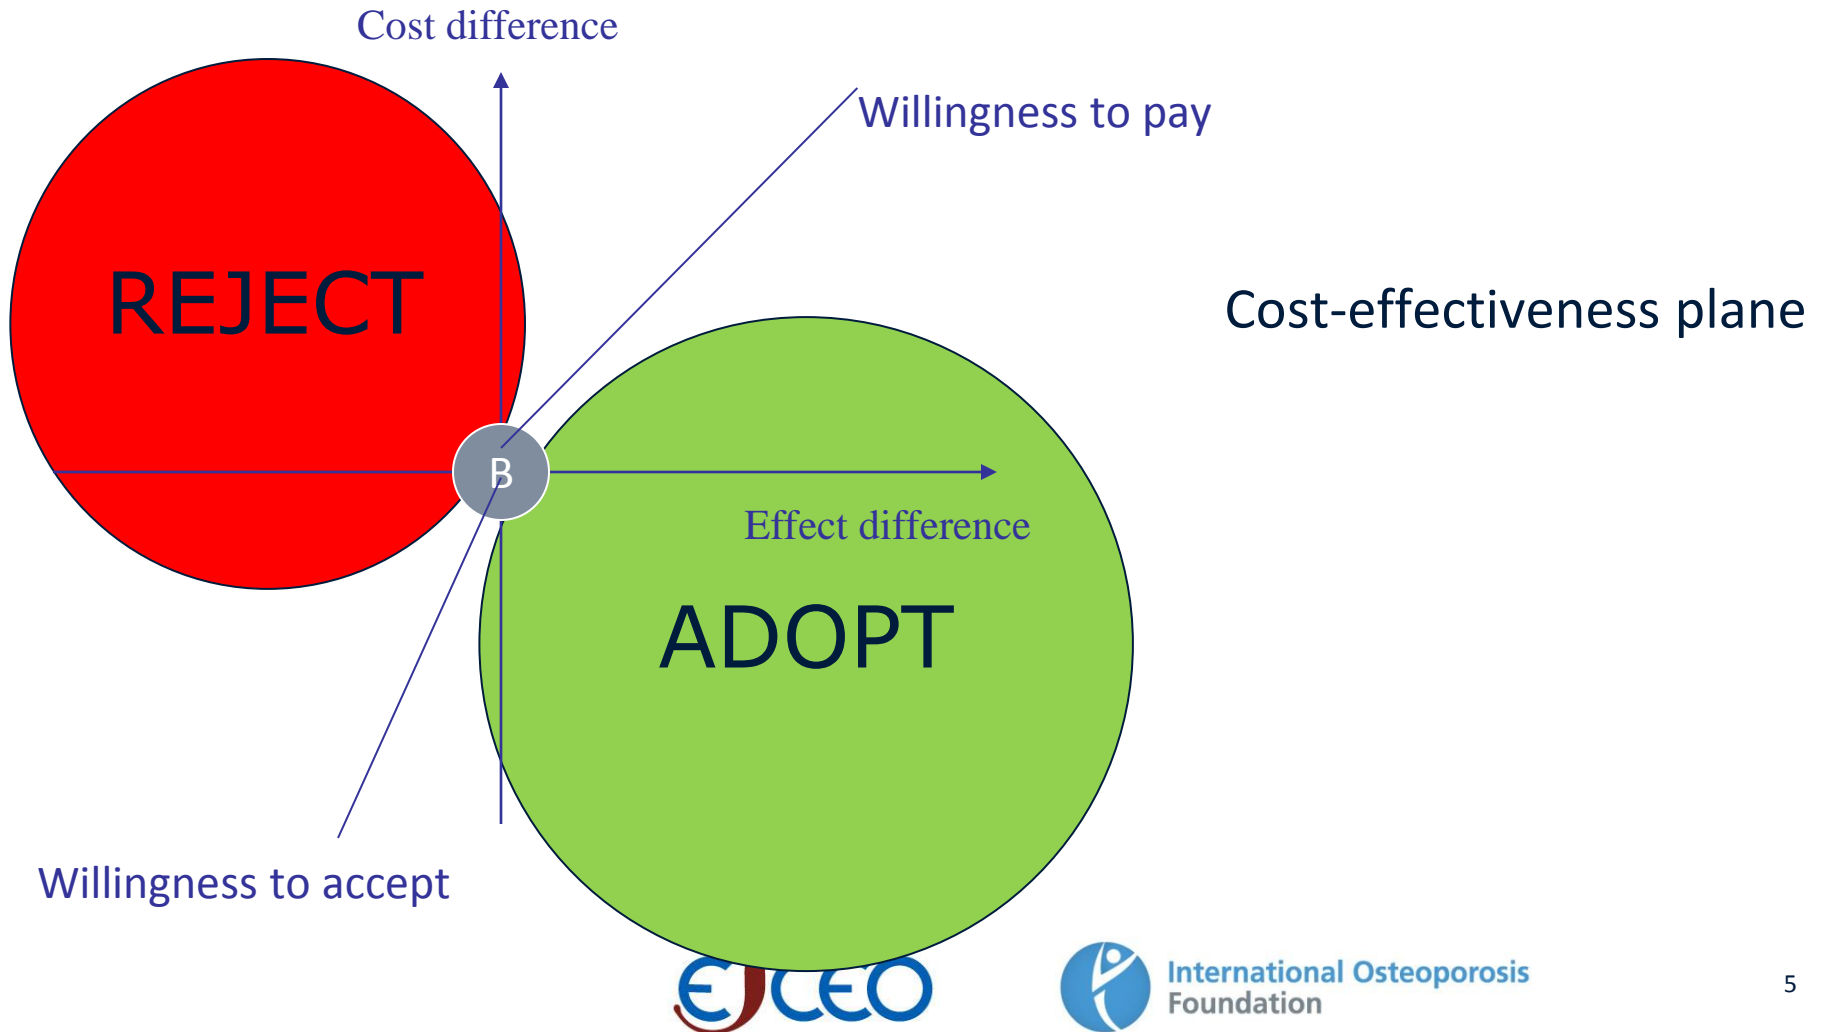 Cost difference
Willingness to pay
REJECT
Cost-effectiveness plane
B
Effect difference
ADOPT
Willingness to accept
International Osteoporosis
Foundation
5